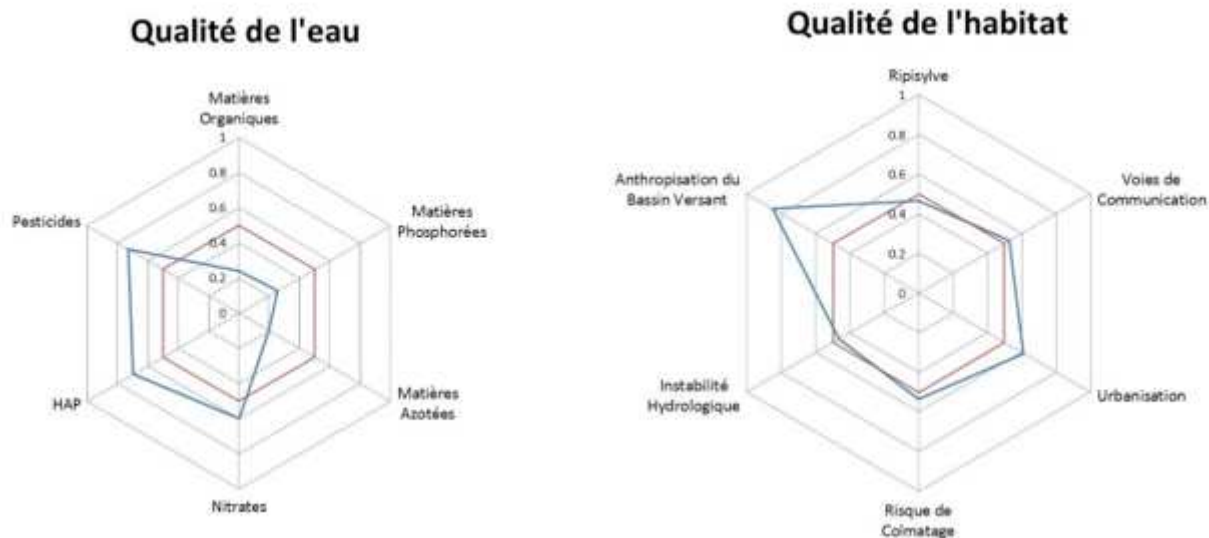 Qualité de l'eau
Matières
Organiques
1
0.8
0.6
0.4
0.2
0
Matières
Phosphorées
Matières
Azotées
Nitrates
HAP
Pesticides
Qualité de l'habitat
Ripisylve
1
0.8
0.6
0.4
0.2
0
Voies de
Communication
Urbanisation
Risque de
Colmatage
Instabilité
Hydrologique
Anthropisation du
Bassin Versant